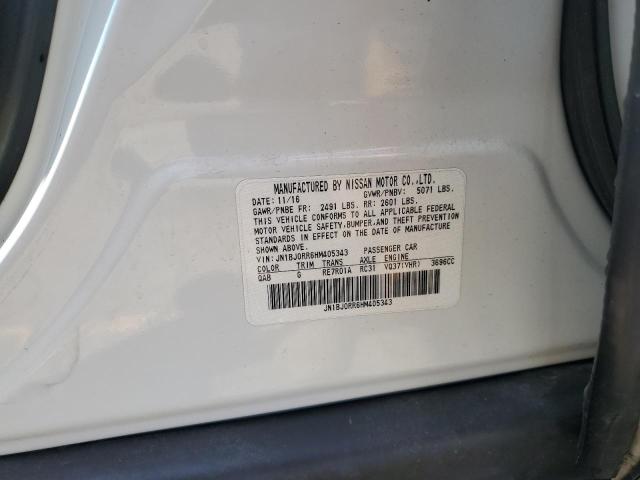 MANUFACTURED BY NISSAN MOTOR CO.,LTD.
DATE: 11/16 GVWR/PNBV: 5071 LBS.
GAWR/PNBE FR: 2491 LBS. RR: 2601 LBS.
THIS VEHICLE CONFORMS TO ALL APPLICABLE FEDERAL
MOTOR VEHICLE SAFETY,BUMPER,AND THEFT PREVENTION
STANDARDS IN EFFECT ON THE DATE OF MANUFACTURE
SHOWN ABOVE.
VIN:JN1BJ0RR6HM405343 PASSENGER CAR
COLOR TRIM TRANS AXLE ENGINE
QAB G RE7R01A RC31 VQ37(VHR) 3696CC
JN1BJ0RR6HM405343